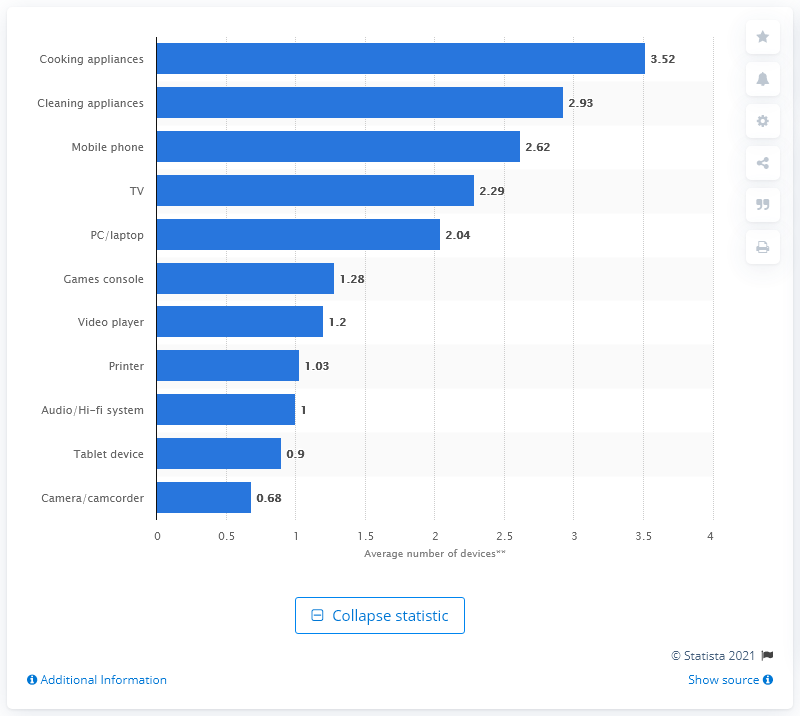 Cooking appliances 3.52
Cleaning appliances 2.93
Mobile phone 2.62
TV 2.29
PC/laptop 2.04
Games console 1.28
Video player 1.2
Printer 1.03
Audio/Hi-fi system 1
Tablet device 0.9
Camera/camcorder 0.68
0 0.5 1 1.5 2 2.5 3 3.5 4
Average number of devices**
Collapse statistic
© Statista 2021
Additional Information Show source